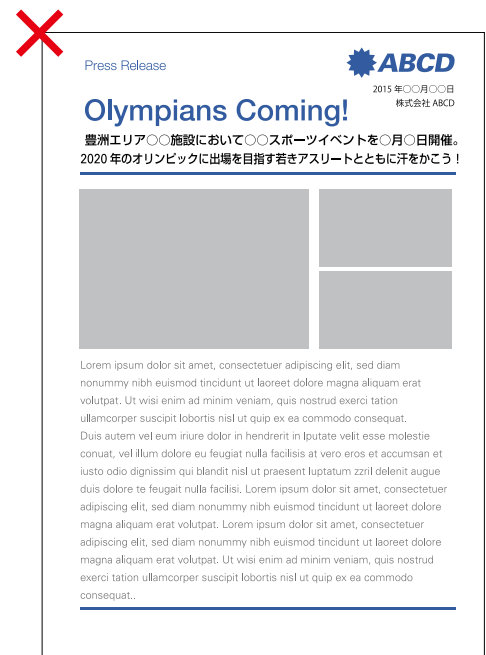 Press Release
ABCD
2015 年○○月○○日
株式会社 ABCD
Olympians Coming!
豊洲エリア○○施設において○○スポーツイベントを○月○日開催。
2020 年のオリンピックに出場を目指す若きアスリートとともに汗をかこう！
Lorem ipsum dolor sit amet, consectetuer adipiscing elit, sed diam
nonummy nibh euismod tincidunt ut laoreet dolore magna aliquam erat
volutpat. Ut wisi enim ad minim veniam, quis nostrud exerci tation
ullamcorper suscipit lobortis nisl ut quip ex ea commodo consequat.
Duis autem vel eum iriure dolor in hendrerit in lputate velit esse molestie
conuat, vel illum dolore eu feugiat nulla facilisis at vero eros et accumsan et
iusto odio dignissim qui blandit nisl ut praesent luptatum zzril delenit augue
duis dolore te feugait nulla facilisi. Lorem ipsum dolor sit amet, consectetuer
adipiscing elit, sed diam nonummy nibh euismod tincidunt ut laoreet dolore
magna aliquam erat volutpat. Lorem ipsum dolor sit amet, consectetuer
adipiscing elit, sed diam nonummy nibh euismod tincidunt ut laoreet dolore
magna aliquam erat volutpat. Ut wisi enim ad minim veniam, quis nostrud
exerci tation ullamcorper suscipit lobortis nisl ut quip ex ea commodo
consequat..